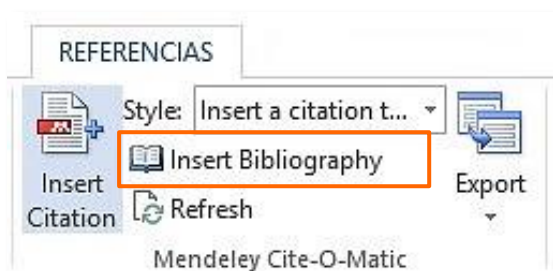 REFERENCIAS
Style: Insert a citation t...
Insert Bibliography
Insert
Citation
Refresh
Export
Mendeley Cite-O-Matic